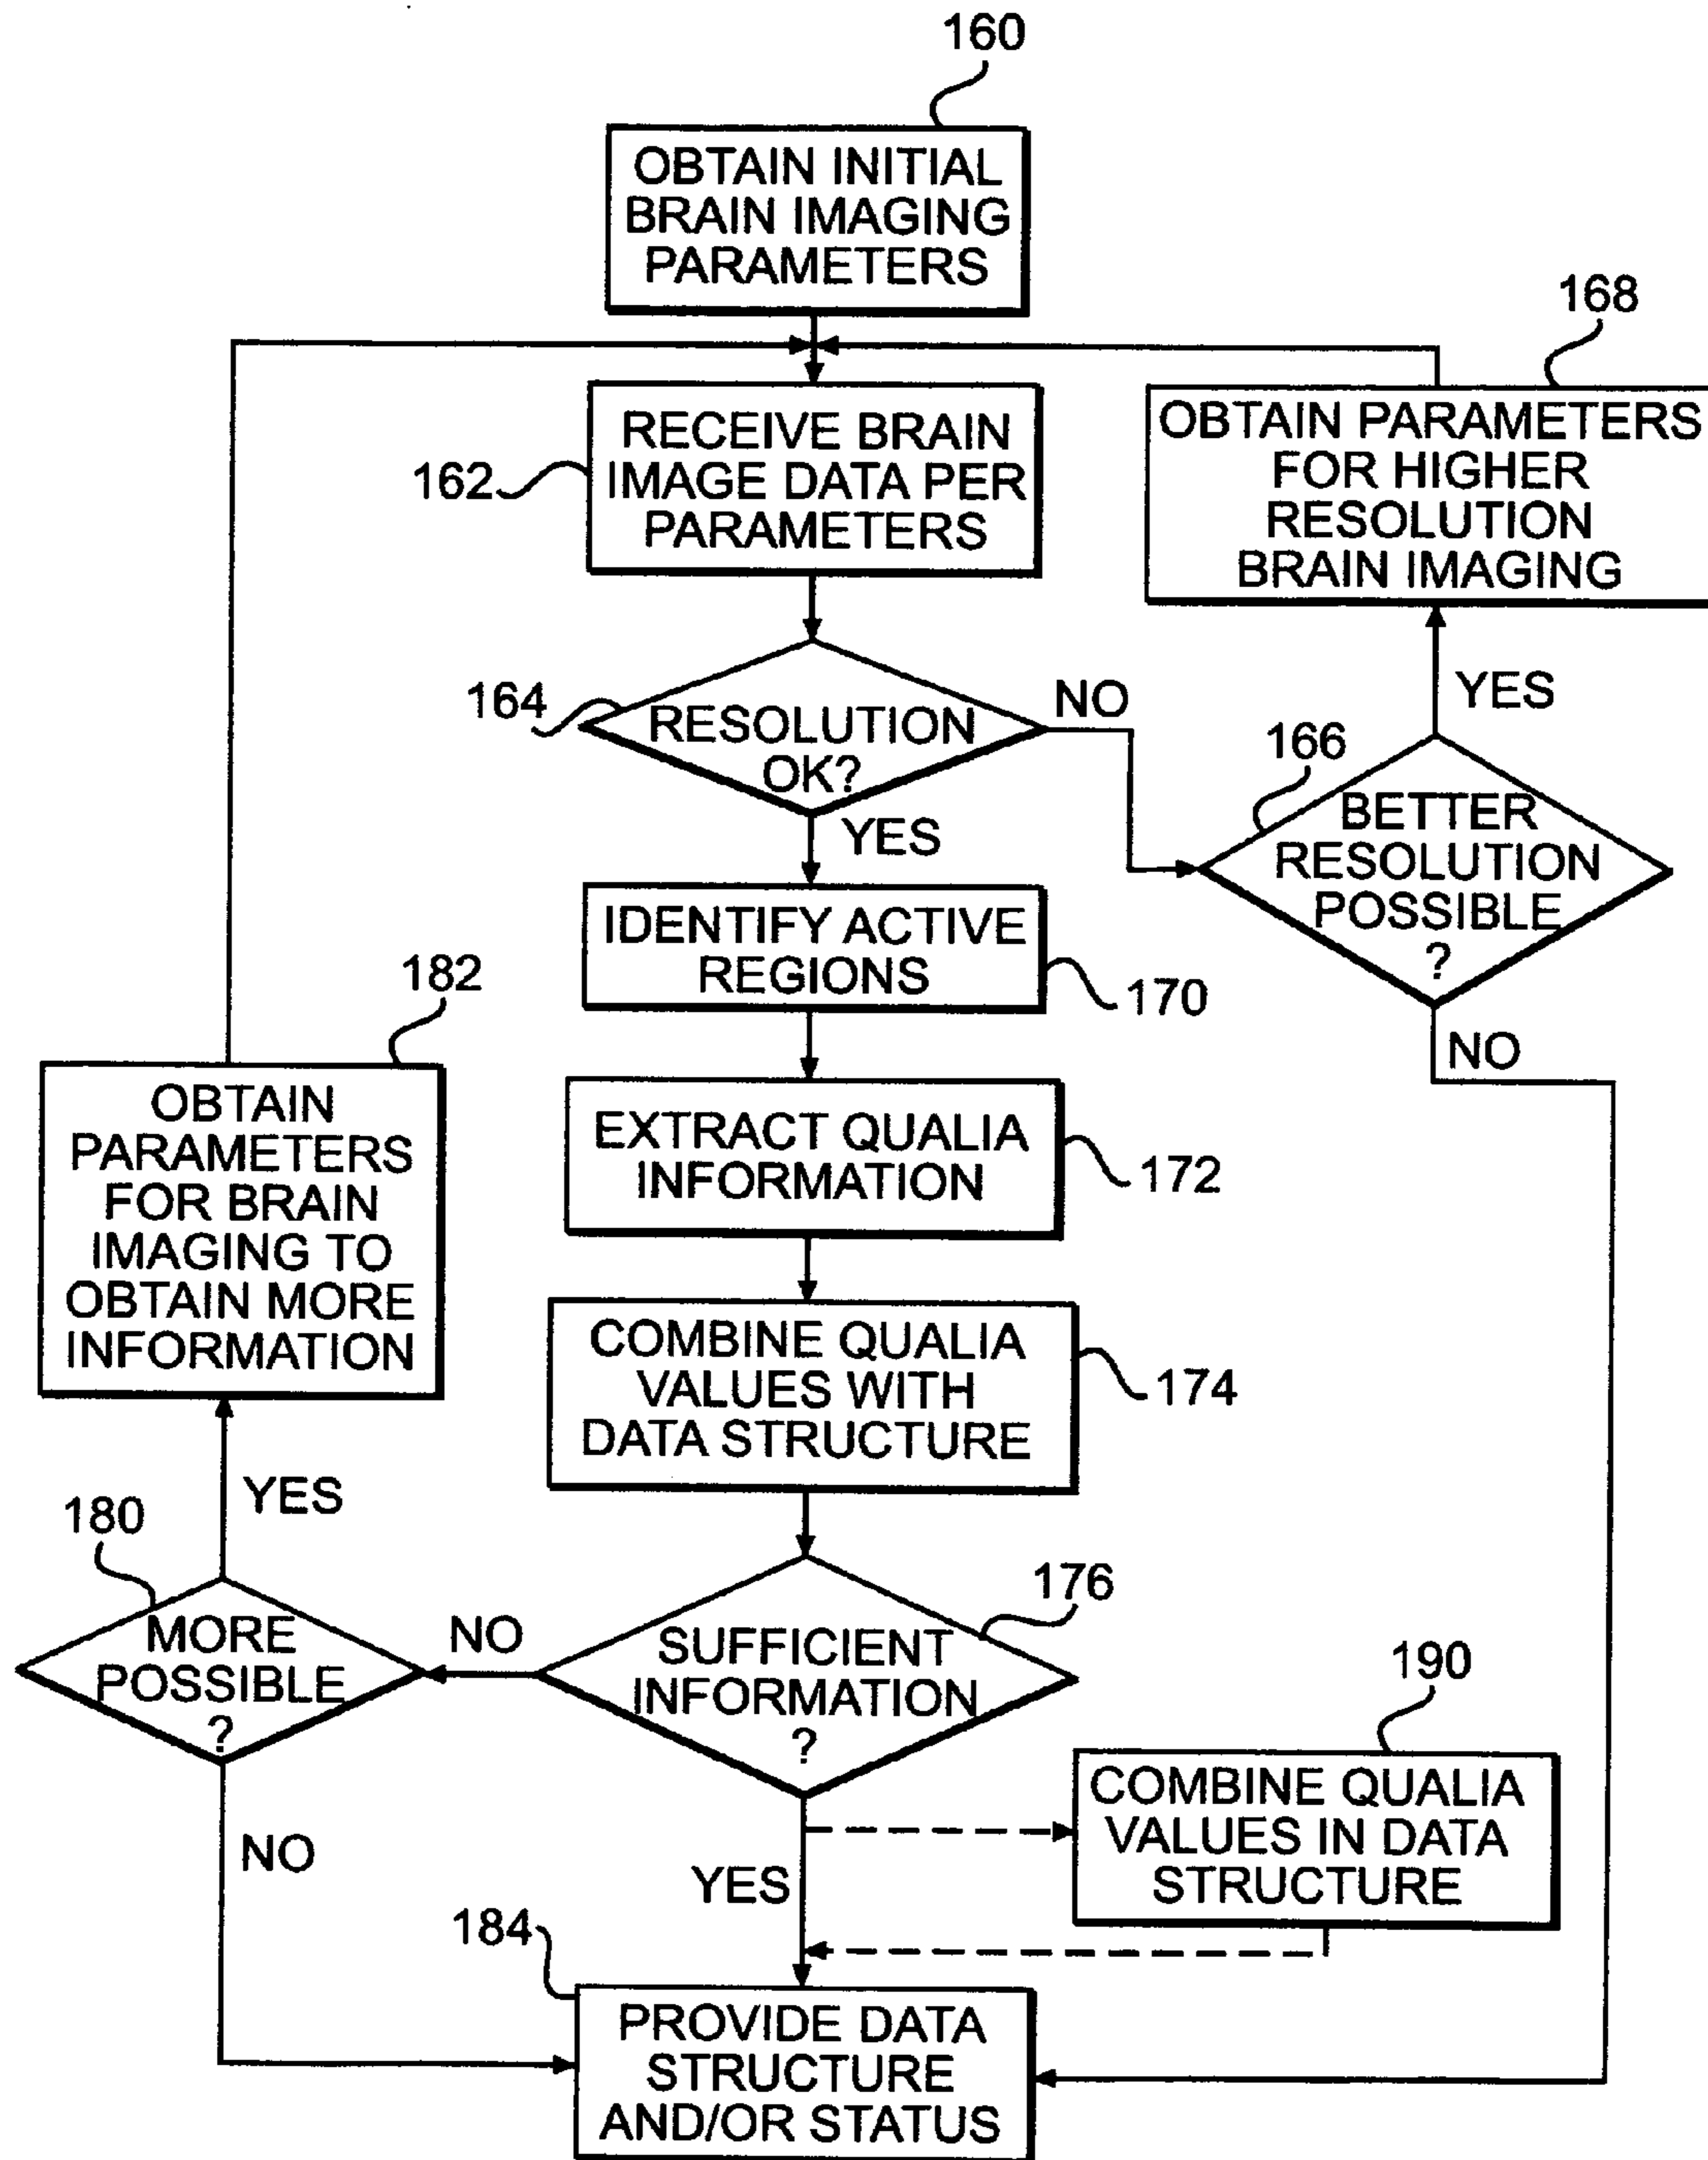 160
OBTAIN INITIAL
BRAIN IMAGING
PARAMETERS
168
OBTAIN PARAMETERS
FOR HIGHER
RESOLUTION
BRAIN IMAGING
162
RECEIVE BRAIN
IMAGE DATA PER
PARAMETERS
164
RESOLUTION
OK?
NO
YES
YES
166
BETTER
RESOLUTION
POSSIBLE
?
NO
IDENTIFY ACTIVE
REGIONS
170
182
OBTAIN
PARAMETERS
FOR BRAIN
IMAGING TO
OBTAIN MORE
INFORMATION
EXTRACT QUALIA
INFORMATION
172
COMBINE QUALIA
VALUES WITH
DATA STRUCTURE
174
YES
180
MORE
POSSIBLE
?
NO
176
SUFFICIENT
INFORMATION
?
190
COMBINE QUALIA
VALUES IN DATA
STRUCTURE
NO
YES
184
PROVIDE DATA
STRUCTURE
AND/OR STATUS